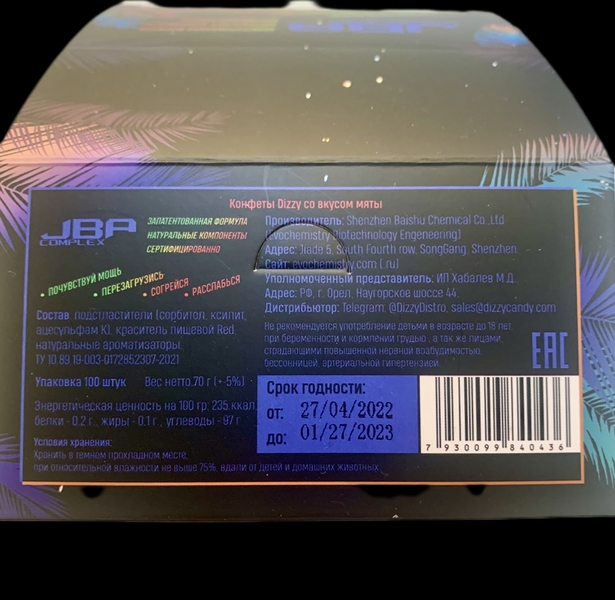 Конфеты Dizzy со вкусом мяты
JBA
COMPLEX
ЗАПАТЕНТОВАННАЯ ФОРМУЛА
НАТУРАЛЬНЫЕ КОМПОНЕНТЫ
СЕРТИФИЦИРОВАННО
• ПОЧУВСТВУЙ МОЩЬ
• ПЕРЕЗАГРУЗИСЬ
• СОГРЕЙСЯ
• РАССЛАБЬСЯ
Состав: подстластители (сорбител, ксилит,
ацесульфам К), краситель пищевой Red.
натуральные ароматизаторы.
ТУ 10.89.19-003-0172852307-2021
Упаковка 100 штук Вес нетто.70 г (+-5%)
Энергетическая ценность на 100 гр: 235 ккал,
белки - 0.2 г., жиры - 0.1 г., углеводы - 97 г
Условия хранения:
Хранить в темном прохладном месте,
при относительной влажности не выше 75%, вдали от детей и домашних животных
Производитель: Shenzhen Baishu Chemical Co.,Ltd
(Evochemistry Biotechnology Engeneering)
Адрес: Jiade 5, South Fourth row, SongGang, Shenzhen.
Сайт: evochemistry.com (.ru)
Уполномоченный представитель: ИП Хабалев М.Д.,
Адрес: РФ, г. Орел, Наугорское шоссе 44.
Дистрибьютор: Telegram: @DizzyDistro, sales@dizzycandy.com
Не рекомендуется употребление детьми в возрасте до 18 лет,
при беременности и кормлении грудью, а так же лицами,
страдающими повышенной нервной возбудимостью,
бессонницей, артериальной гипертензией
EAC
Срок годности:
от: 27/04/2022
до: 01/27/2023
7 930099 840436